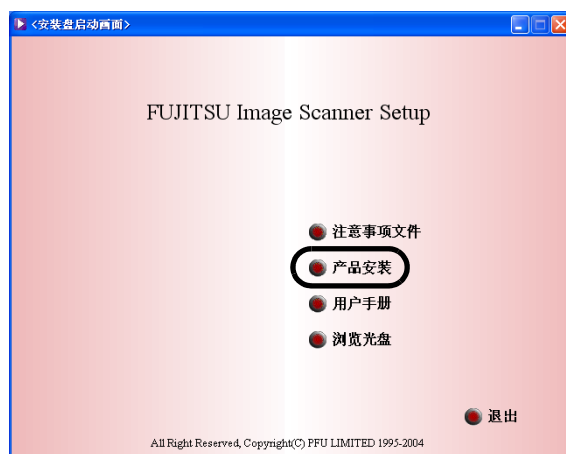 <安装盘启动画面>
FUJITSU Image Scanner Setup
注意事项文件
产品安装
用户手册
浏览光盘
退出
All Right Reserved, Copyright(C) PFU LIMITED 1995-2004